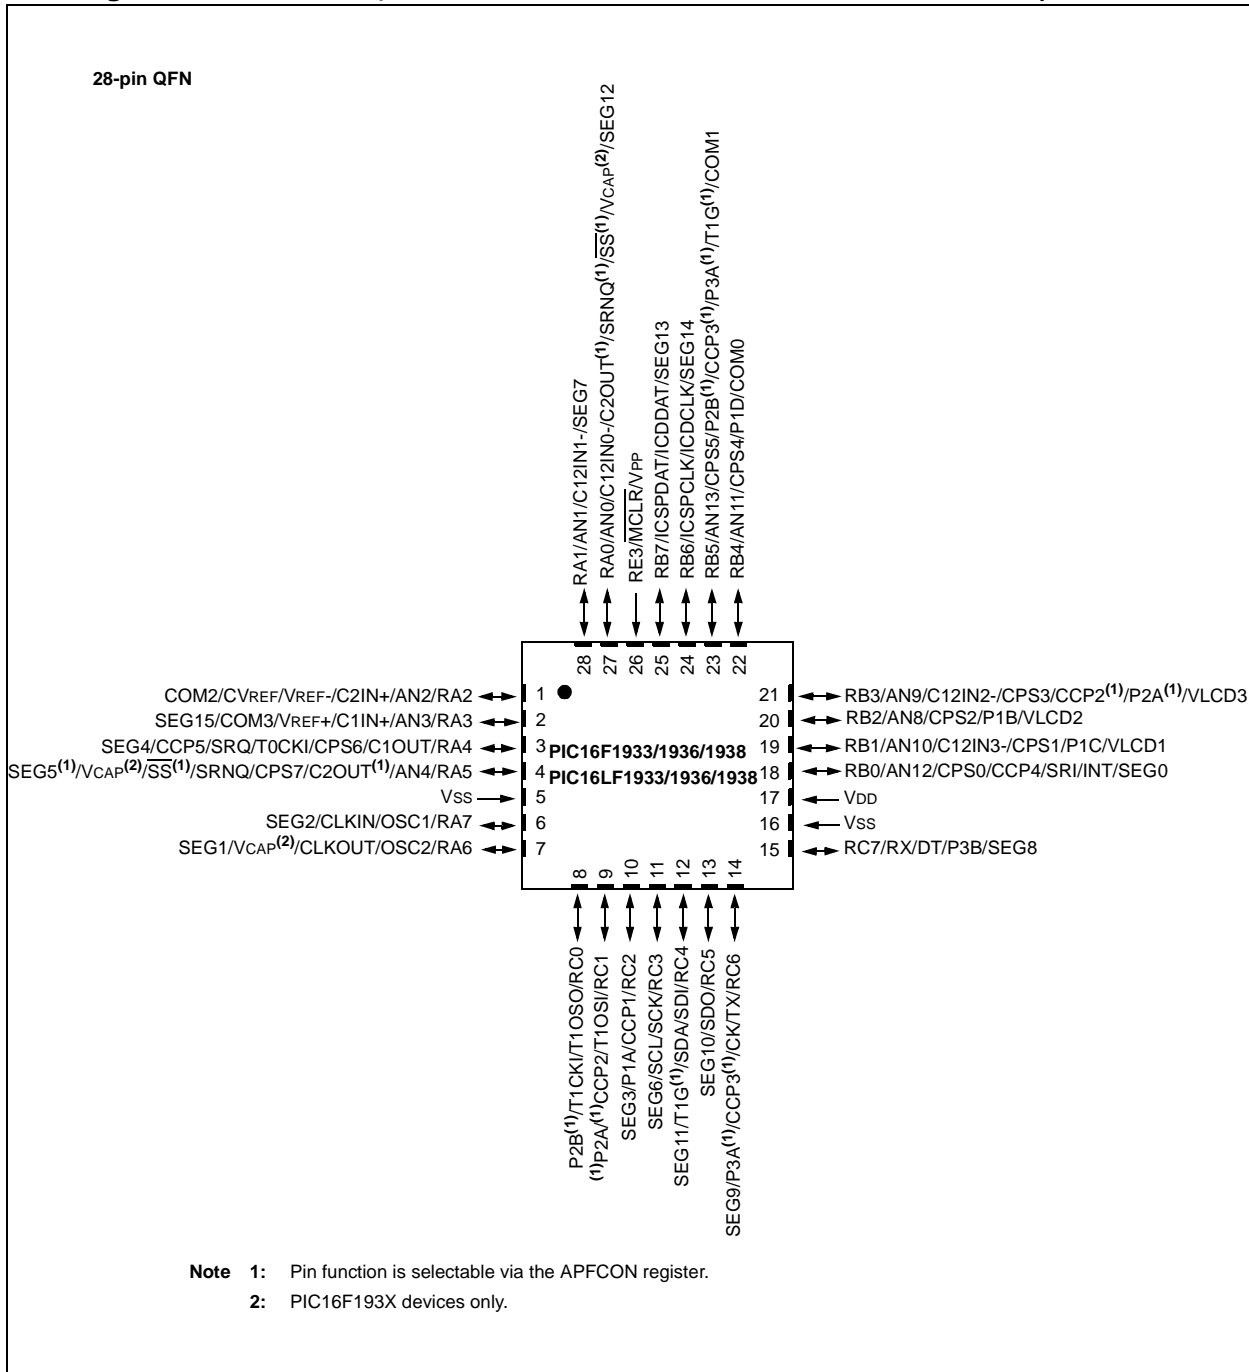 28-pin QFN
RA1/AN1/C12IN1-/SEG7
RA0/AN0/C12IN0-/C2OUT(1)/SRNQ(1)/SS(1)/VCAP(2)/SEG12
RE3/MCLR/VPP
RB7/ICSPDAT/ICDDAT/SEG13
RB6/ICSPCLK/ICDCLK/SEG14
RB5/AN13/CPS5/P2B(1)/CCP3(1)/P3A(1)/T1G(1)/COM1
RB4/AN11/CPS4/P1D/COM0
28 27 26 25 24 23 22
COM2/CVREF/VREF-/C2IN+/AN2/RA2 1
SEG15/COM3/VREF+/C1IN+/AN3/RA3 2
SEG4/CCP5/SRQ/T0CKI/CPS6/C1OUT/RA4 3
SEG5(1)/VCAP(2)/SS(1)/SRNQ/CPS7/C2OUT(1)/AN4/RA5 4
VSS 5
SEG2/CLKIN/OSC1/RA7 6
SEG1/VCAP(2)/CLKOUT/OSC2/RA6 7
PIC16F1933/1936/1938
PIC16LF1933/1936/1938
21 RB3/AN9/C12IN2-/CPS3/CCP2(1)/P2A(1)/VLCD3
20 RB2/AN8/CPS2/P1B/VLCD2
19 RB1/AN10/C12IN3-/CPS1/P1C/VLCD1
18 RB0/AN12/CPS0/CCP4/SRI/INT/SEG0
17 VDD
16 VSS
15 RC7/RX/DT/P3B/SEG8
8 9 10 11 12 13 14
P2B(1)/T1CKI/T1OSO/RC0
(1)P2A/(1)CCP2/T1OSI/RC1
SEG3/P1A/CCP1/RC2
SEG6/SCL/SCK/RC3
SEG11/T1G(1)/SDA/SDI/RC4
SEG10/SDO/RC5
SEG9/P3A(1)/CCP3(1)/CK/TX/RC6
Note 1: Pin function is selectable via the APFCON register.
2: PIC16F193X devices only.